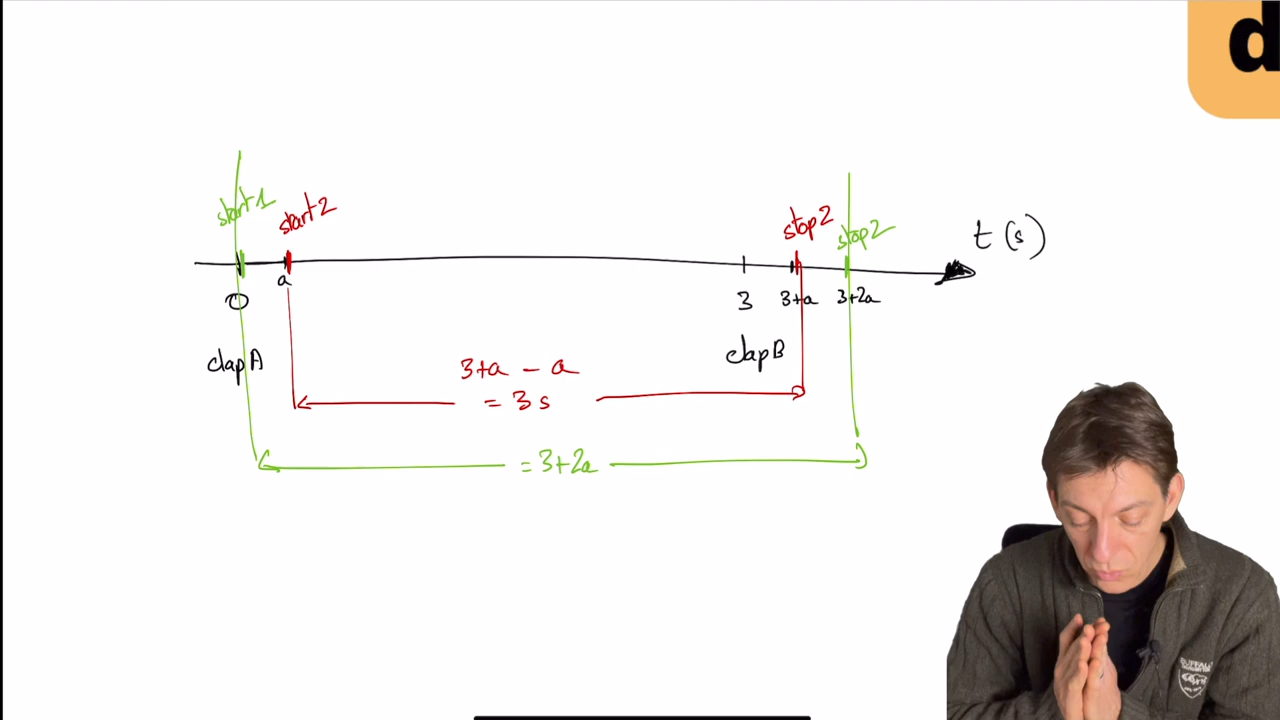 d
start1
start2
stop2
stop2
t (s)
a
0
3
3+a
3+2a
clap A
clap B
3+a - a
= 3 s
= 3+2a